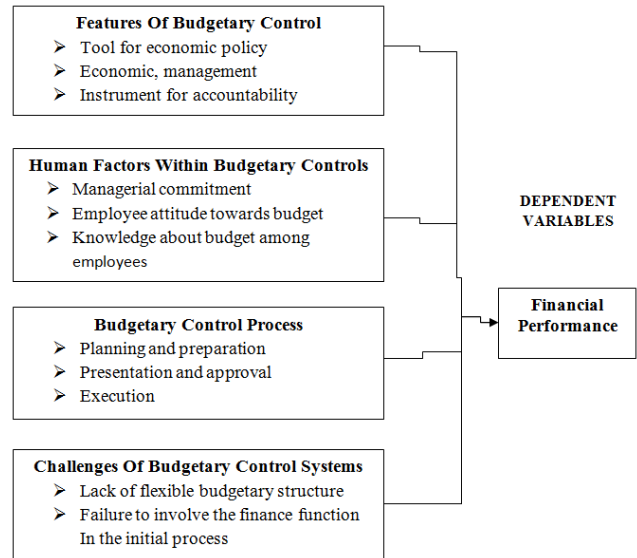 Features Of Budgetary Control
➢ Tool for economic policy
➢ Economic, management
➢ Instrument for accountability
Human Factors Within Budgetary Controls
➢ Managerial commitment
➢ Employee attitude towards budget
➢ Knowledge about budget among
employees
Budgetary Control Process
➢ Planning and preparation
➢ Presentation and approval
➢ Execution
Challenges Of Budgetary Control Systems
➢ Lack of flexible budgetary structure
➢ Failure to involve the finance function
In the initial process
DEPENDENT
VARIABLES
Financial
Performance